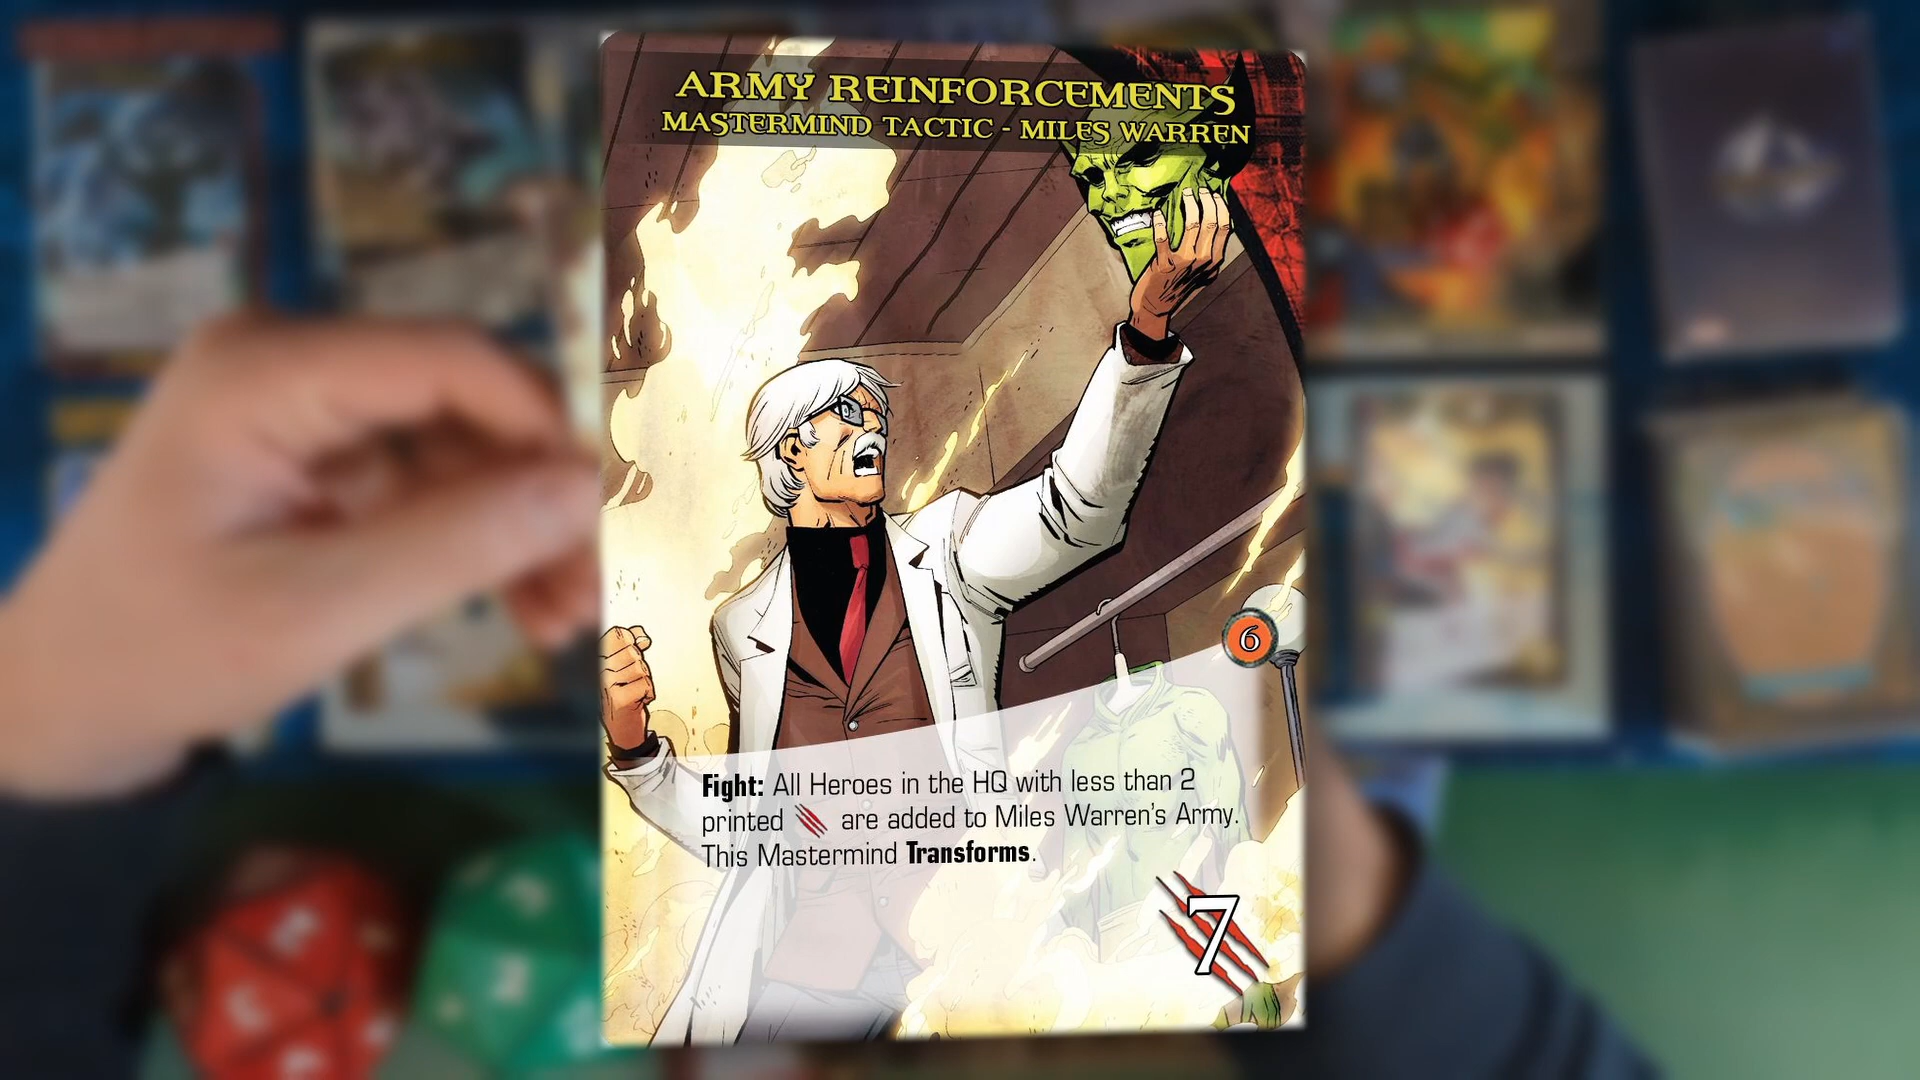 ARMY REINFORCEMENTS
MASTERMIND TACTIC - MILES WARREN
6
Fight: All Heroes in the HQ with less than 2
printed are added to Miles Warren's Army.
This Mastermind Transforms.
7